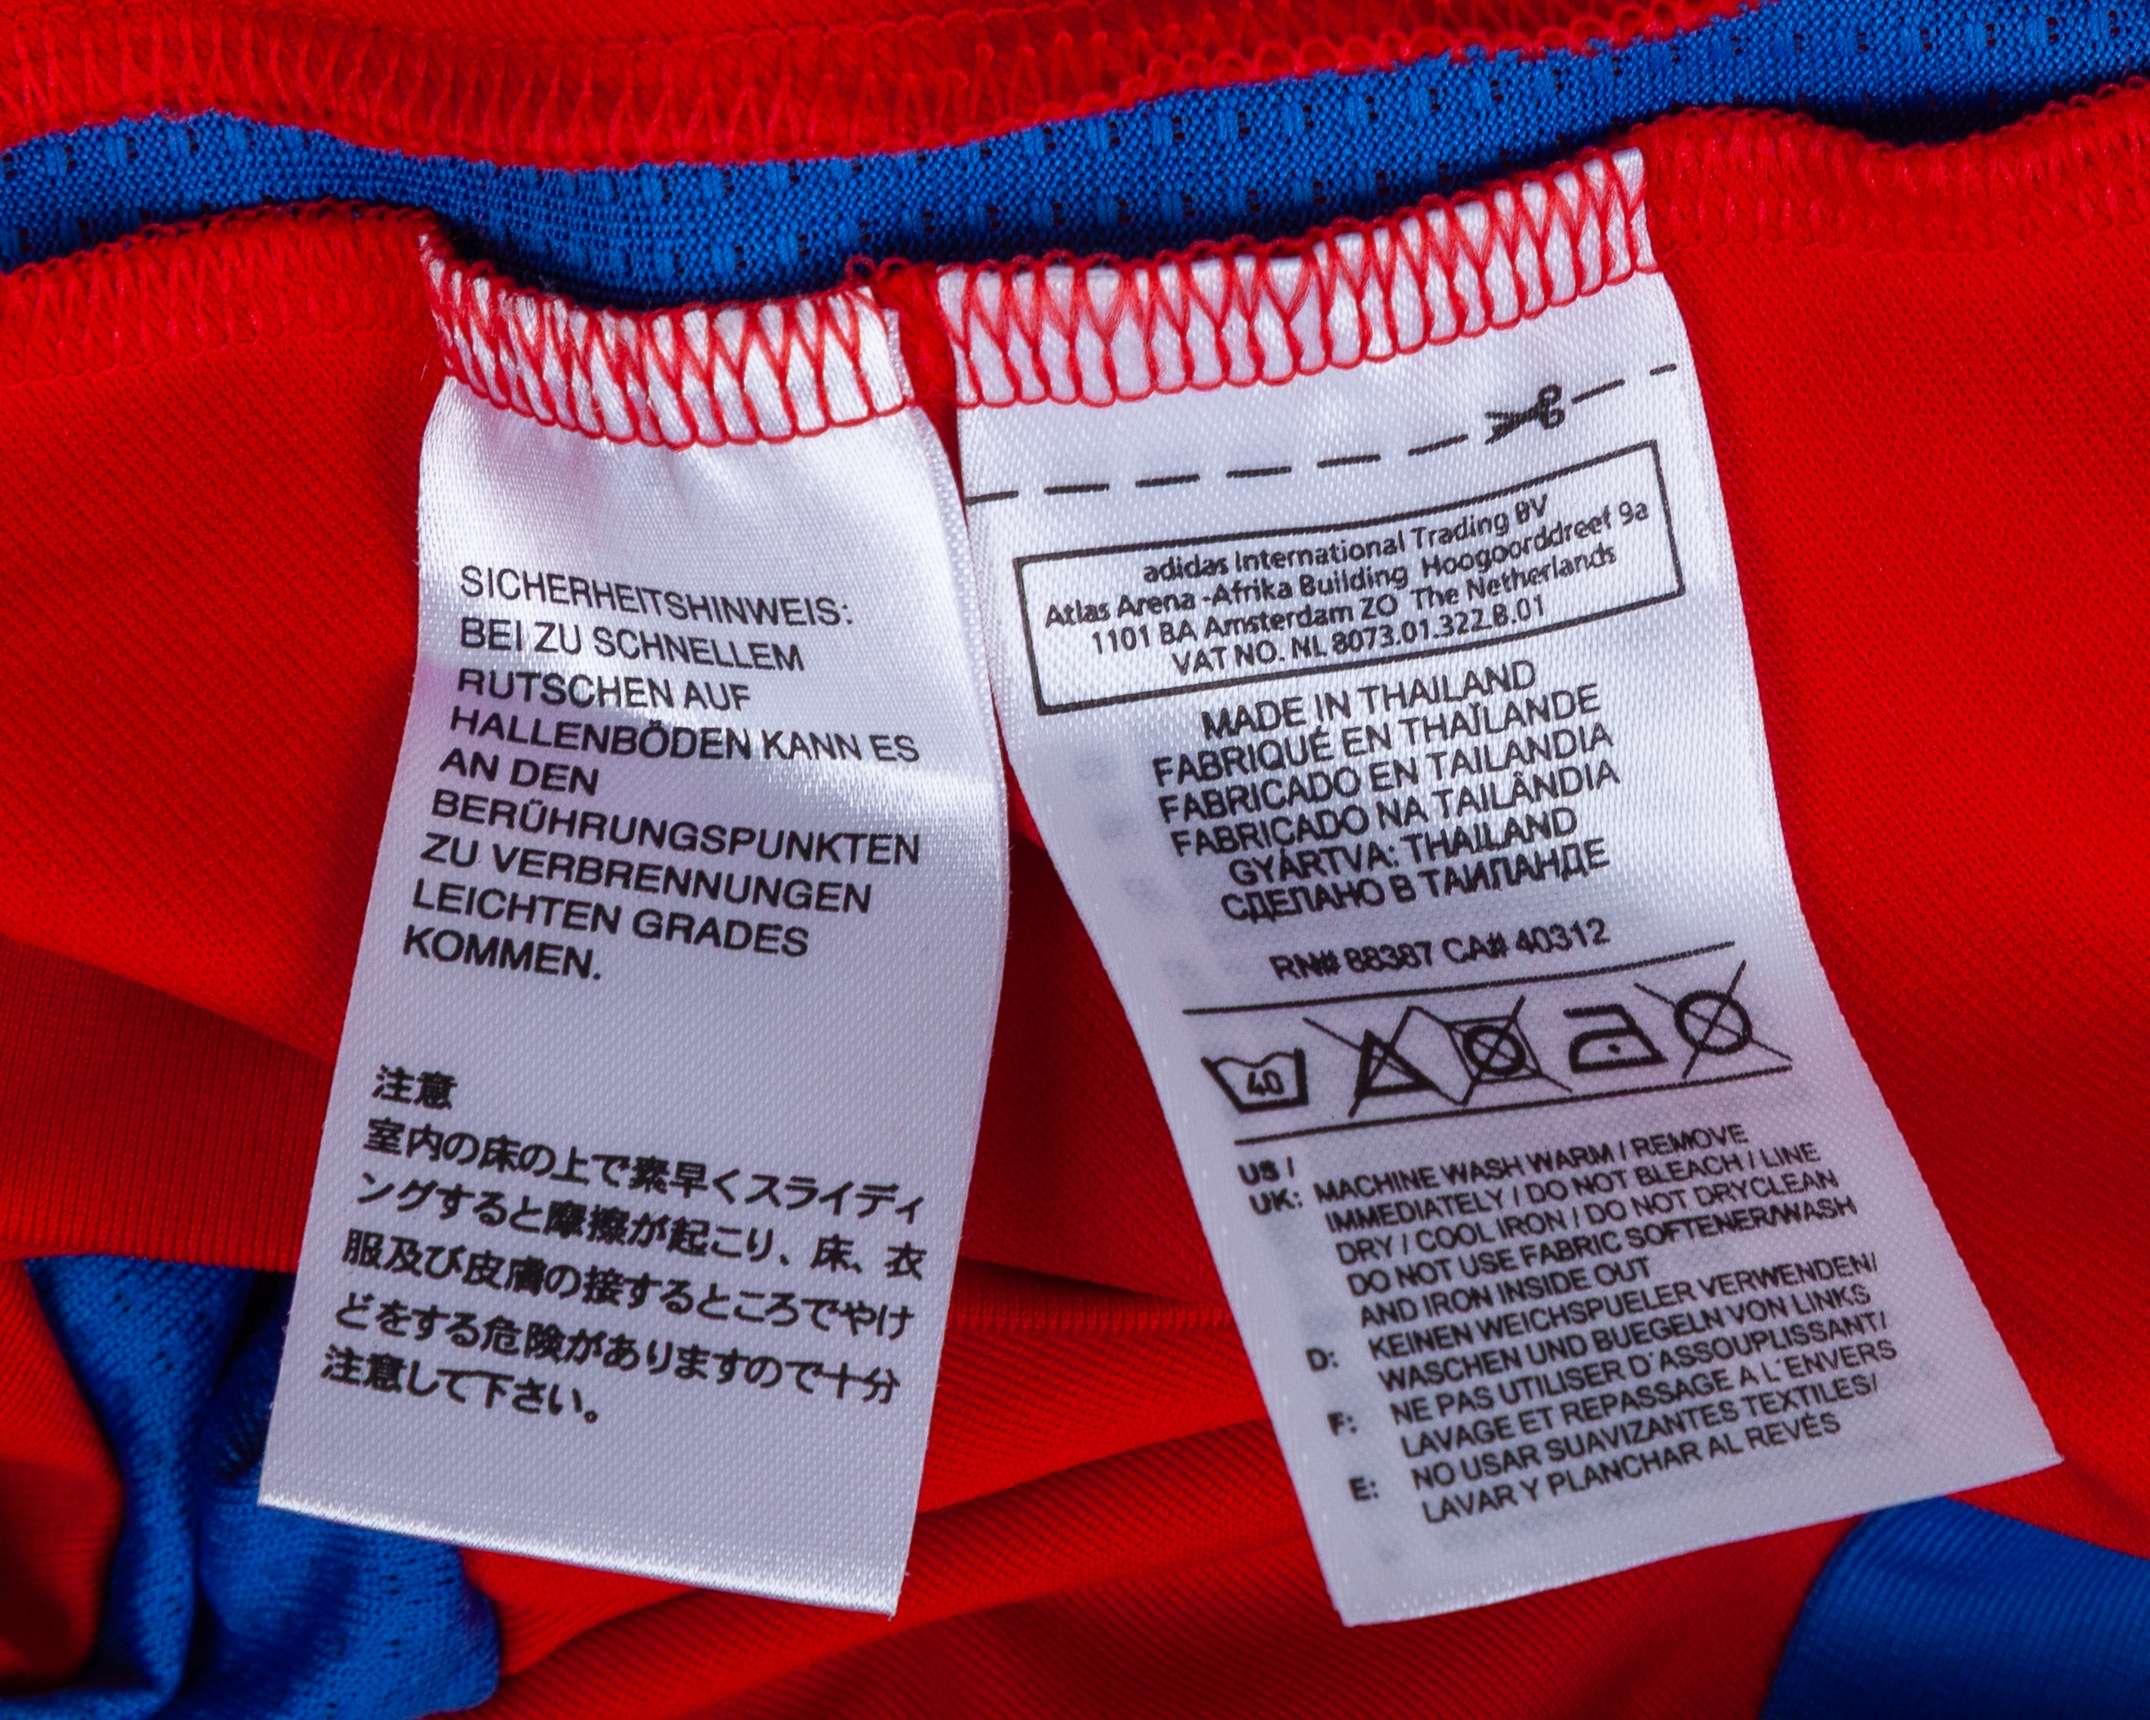 SICHERHEITSHINWEIS:
BEI ZU SCHNELLEM
RUTSCHEN AUF
HALLENBÖDEN KANN ES
AN DEN
BERÜHRUNGSPUNKTEN
ZU VERBRENNUNGEN
LEICHTEN GRADES
KOMMEN.
注意
室内の床の上で素早くスライディ
ングすると摩擦が起こり、床、衣
服及び皮膚の接するところでやけ
どをする危険がありますので十分
注意して下さい。
adidas International Trading BV
Atlas Arena -Afrika Building Hoogoorddreef 9a
1101 BA Amsterdam ZO The Netherlands
VAT NO. NL 8073.01.322.B.01
MADE IN THAILAND
FABRIQUÉ EN THAÏLANDE
FABRICADO EN TAILANDIA
FABRICADO NA TAILÂNDIA
GYÁRTVA: THAILAND
СДЕЛАНО В ТАИЛАНДЕ
RN# 88387 CA# 40312
40
US /
UK: MACHINE WASH WARM / REMOVE
IMMEDIATELY / DO NOT BLEACH / LINE
DRY / COOL IRON / DO NOT DRYCLEAN
DO NOT USE FABRIC SOFTENER/WASH
AND IRON INSIDE OUT
D: KEINEN WEICHSPUELER VERWENDEN/
WASCHEN UND BUEGELN VON LINKS
F: NE PAS UTILISER D´ASSOUPLISSANT/
LAVAGE ET REPASSAGE A L´ENVERS
E: NO USAR SUAVIZANTES TEXTILES/
LAVAR Y PLANCHAR AL REVÉS